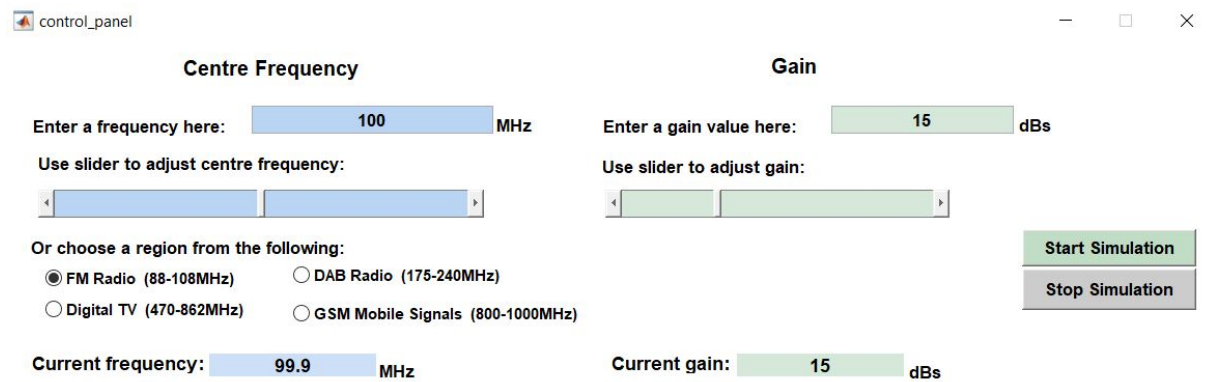 control_panel
Centre Frequency
Gain
Enter a frequency here: 100 MHz
Enter a gain value here: 15 dBs
Use slider to adjust centre frequency:
Use slider to adjust gain:
Or choose a region from the following:
FM Radio (88-108MHz)
DAB Radio (175-240MHz)
Digital TV (470-862MHz)
GSM Mobile Signals (800-1000MHz)
Start Simulation
Stop Simulation
Current frequency: 99.9 MHz
Current gain: 15 dBs